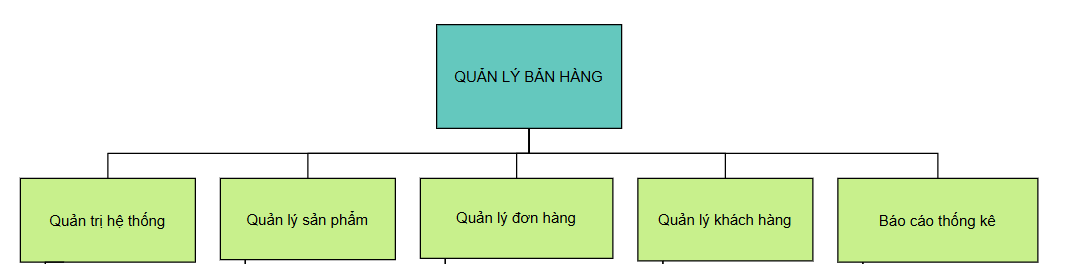 QUẢN LÝ BÁN HÀNG
Quản trị hệ thống
Quản lý sản phẩm
Quản lý đơn hàng
Quản lý khách hàng
Báo cáo thống kê